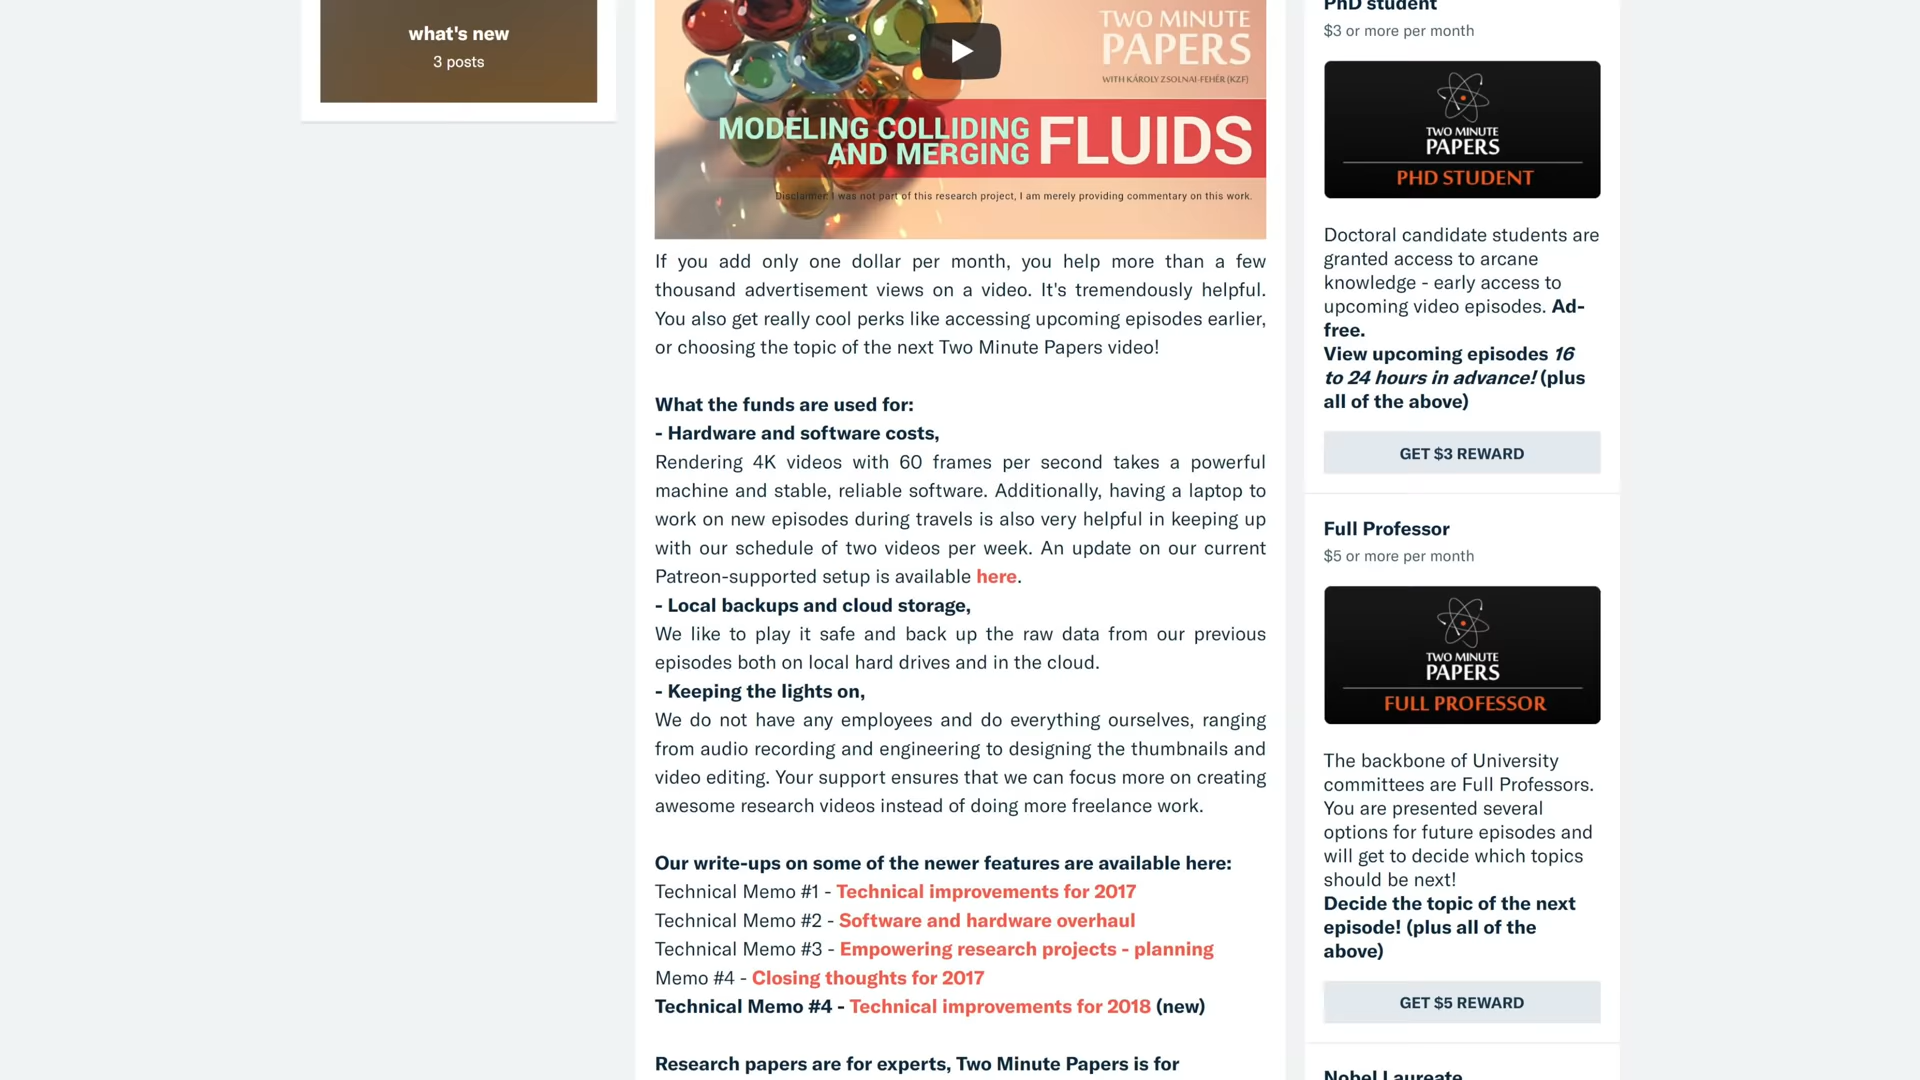 what's new
3 posts
TWO MINUTE
PAPERS
WITH KÁROLY ZSOLNAI-FEHÉR (KZF)
MODELING COLLIDING
AND MERGING
FLUIDS
Disclaimer: I was not part of this research project, I am merely providing commentary on this work.
If you add only one dollar per month, you help more than a few
thousand advertisement views on a video. It's tremendously helpful.
You also get really cool perks like accessing upcoming episodes earlier,
or choosing the topic of the next Two Minute Papers video!
What the funds are used for:
- Hardware and software costs,
Rendering 4K videos with 60 frames per second takes a powerful
machine and stable, reliable software. Additionally, having a laptop to
work on new episodes during travels is also very helpful in keeping up
with our schedule of two videos per week. An update on our current
Patreon-supported setup is available here.
- Local backups and cloud storage,
We like to play it safe and back up the raw data from our previous
episodes both on local hard drives and in the cloud.
- Keeping the lights on,
We do not have any employees and do everything ourselves, ranging
from audio recording and engineering to designing the thumbnails and
video editing. Your support ensures that we can focus more on creating
awesome research videos instead of doing more freelance work.
Our write-ups on some of the newer features are available here:
Technical Memo #1 - Technical improvements for 2017
Technical Memo #2 - Software and hardware overhaul
Technical Memo #3 - Empowering research projects - planning
Memo #4 - Closing thoughts for 2017
Technical Memo #4 - Technical improvements for 2018 (new)
Research papers are for experts, Two Minute Papers is for
PhD student
$3 or more per month
TWO MINUTE
PAPERS
PHD STUDENT
Doctoral candidate students are
granted access to arcane
knowledge - early access to
upcoming video episodes. Ad-
free.
View upcoming episodes 16
to 24 hours in advance! (plus
all of the above)
GET $3 REWARD
Full Professor
$5 or more per month
TWO MINUTE
PAPERS
FULL PROFESSOR
The backbone of University
committees are Full Professors.
You are presented several
options for future episodes and
will get to decide which topics
should be next!
Decide the topic of the next
episode! (plus all of the
above)
GET $5 REWARD
Nobel Laureate